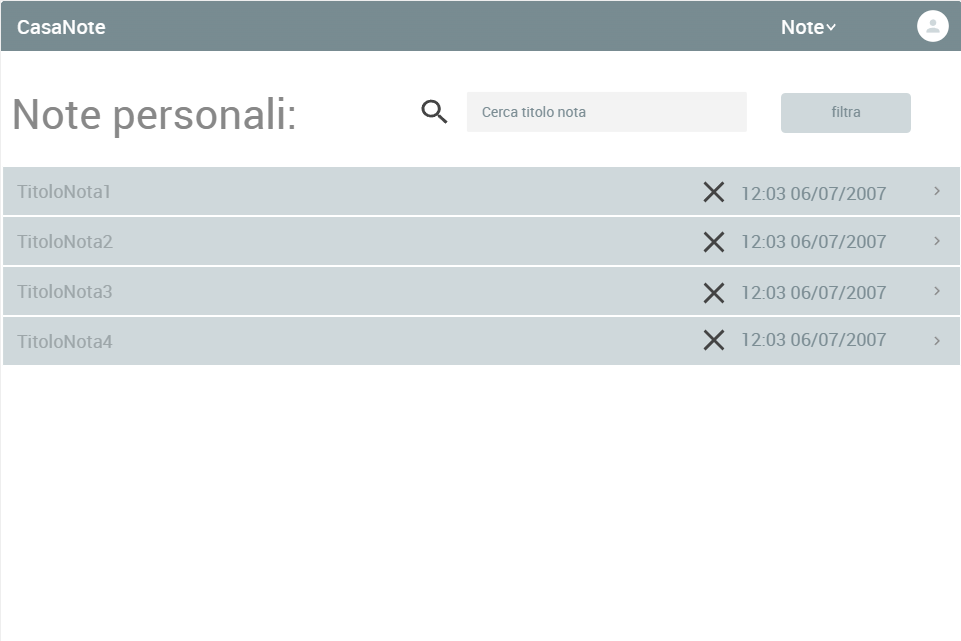 CasaNote Note
Note personali: Cerca titolo nota filtra
TitoloNota1 12:03 06/07/2007
TitoloNota2 12:03 06/07/2007
TitoloNota3 12:03 06/07/2007
TitoloNota4 12:03 06/07/2007